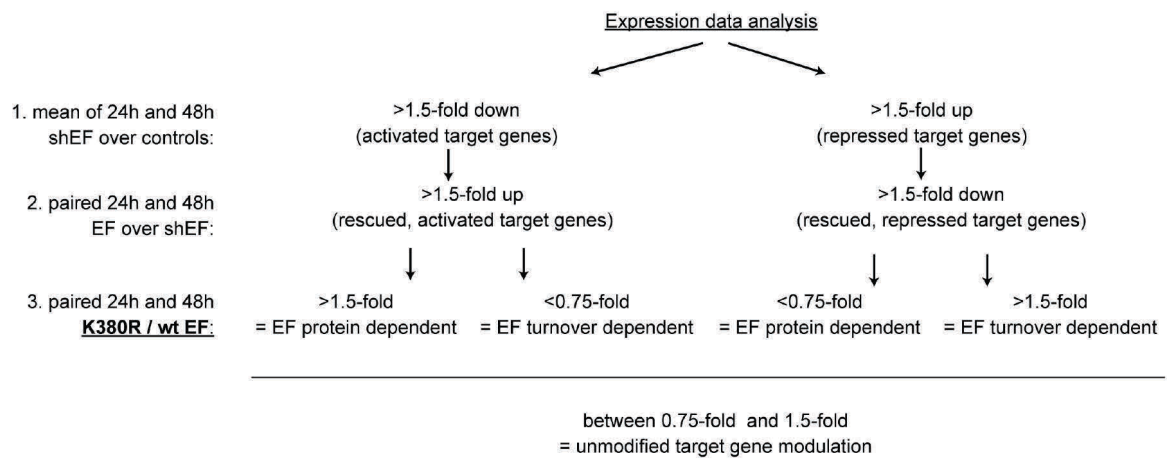 Expression data analysis
1. mean of 24h and 48h
shEF over controls:
>1.5-fold down
(activated target genes)
>1.5-fold up
(repressed target genes)
2. paired 24h and 48h
EF over shEF:
>1.5-fold up
(rescued, activated target genes)
>1.5-fold down
(rescued, repressed target genes)
3. paired 24h and 48h
K380R / wt EF:
>1.5-fold
= EF protein dependent
<0.75-fold
= EF turnover dependent
<0.75-fold
= EF protein dependent
>1.5-fold
= EF turnover dependent
between 0.75-fold and 1.5-fold
= unmodified target gene modulation